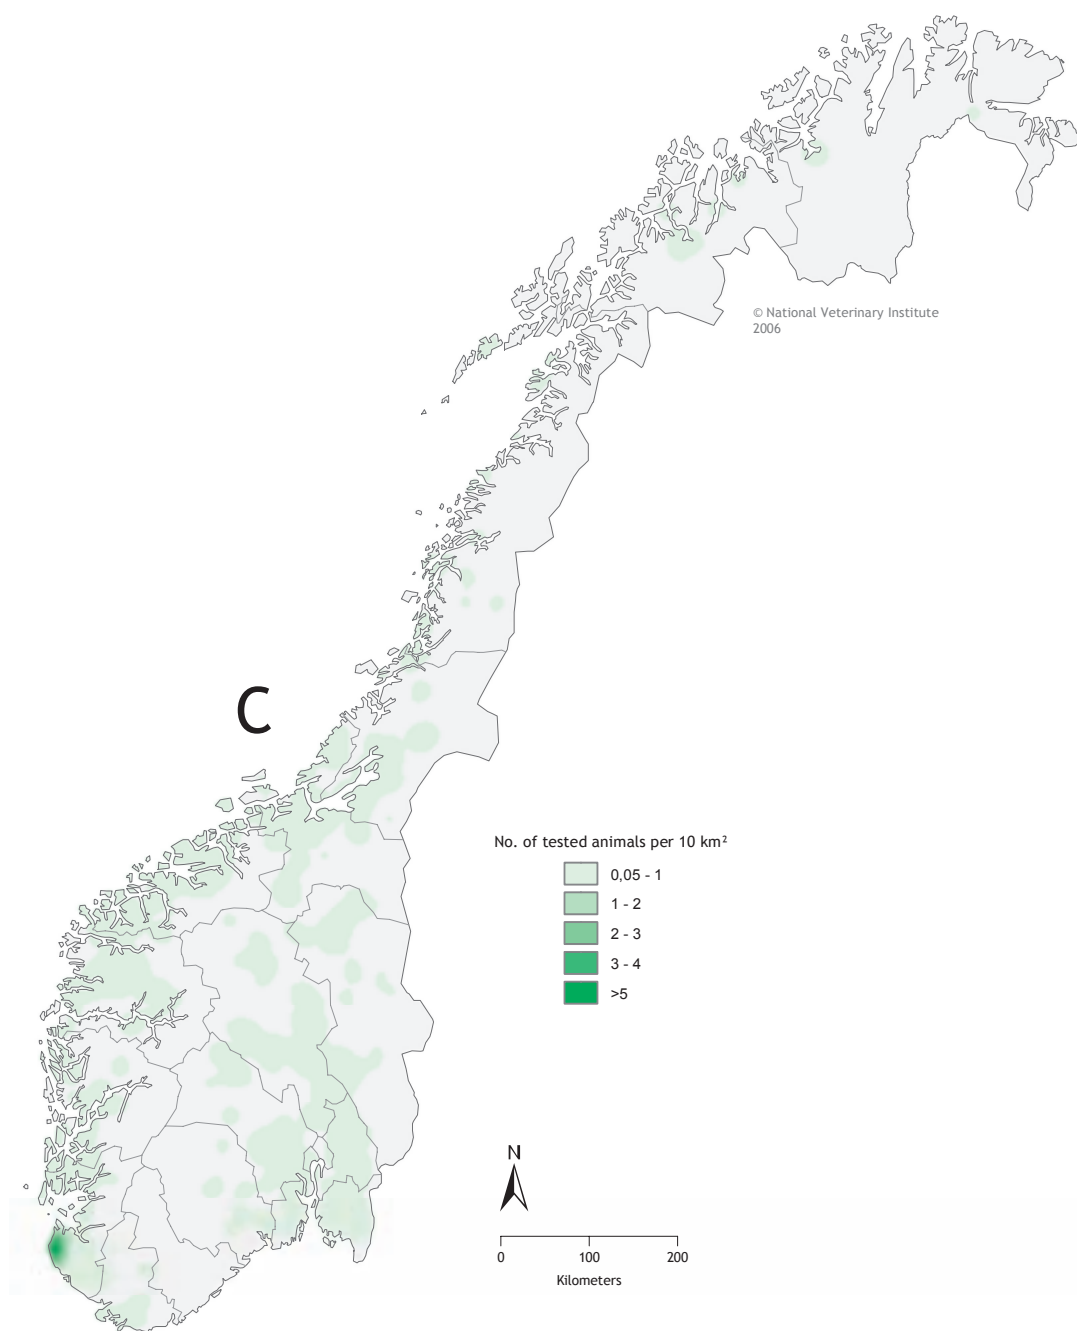 © National Veterinary Institute
2006
C
No. of tested animals per 10 km²
0,05 - 1
1 - 2
2 - 3
3 - 4
>5
N
0 100 200
Kilometers